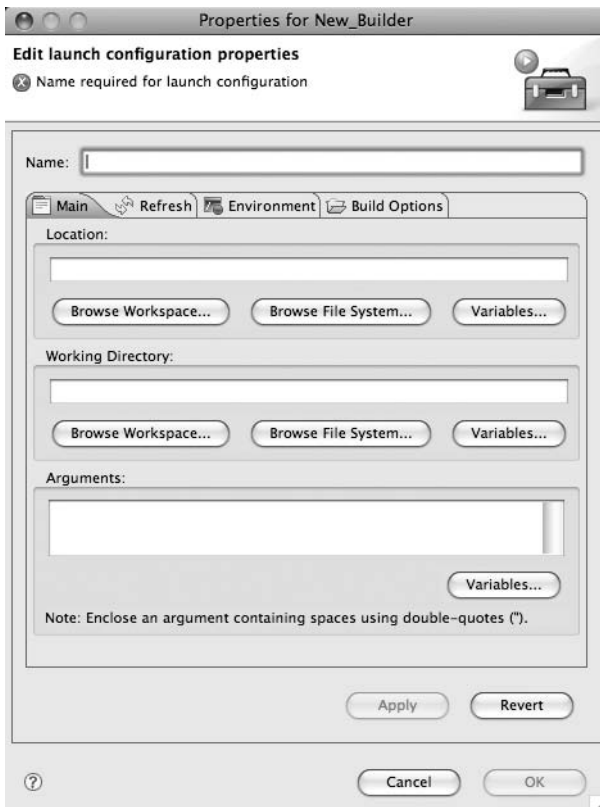 Properties for New_Builder
Edit launch configuration properties
Name required for launch configuration
Name:
Main Refresh Environment Build Options
Location:
Browse Workspace... Browse File System... Variables...
Working Directory:
Browse Workspace... Browse File System... Variables...
Arguments:
Variables...
Note: Enclose an argument containing spaces using double-quotes (").
Apply Revert
? Cancel OK